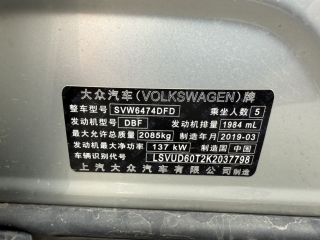 大众汽车(VOLKSWAGEN)牌
整车型号 SVW6474DFD 乘坐人数 5
发动机型号 DBF 发动机排量 1984 mL
最大允许总质量 2085kg 制造年月 2019-03
发动机最大净功率 137 kW 制造国 中国
车辆识别代号 LSVUD60T2K2037798
上汽大众汽车有限公司 制造